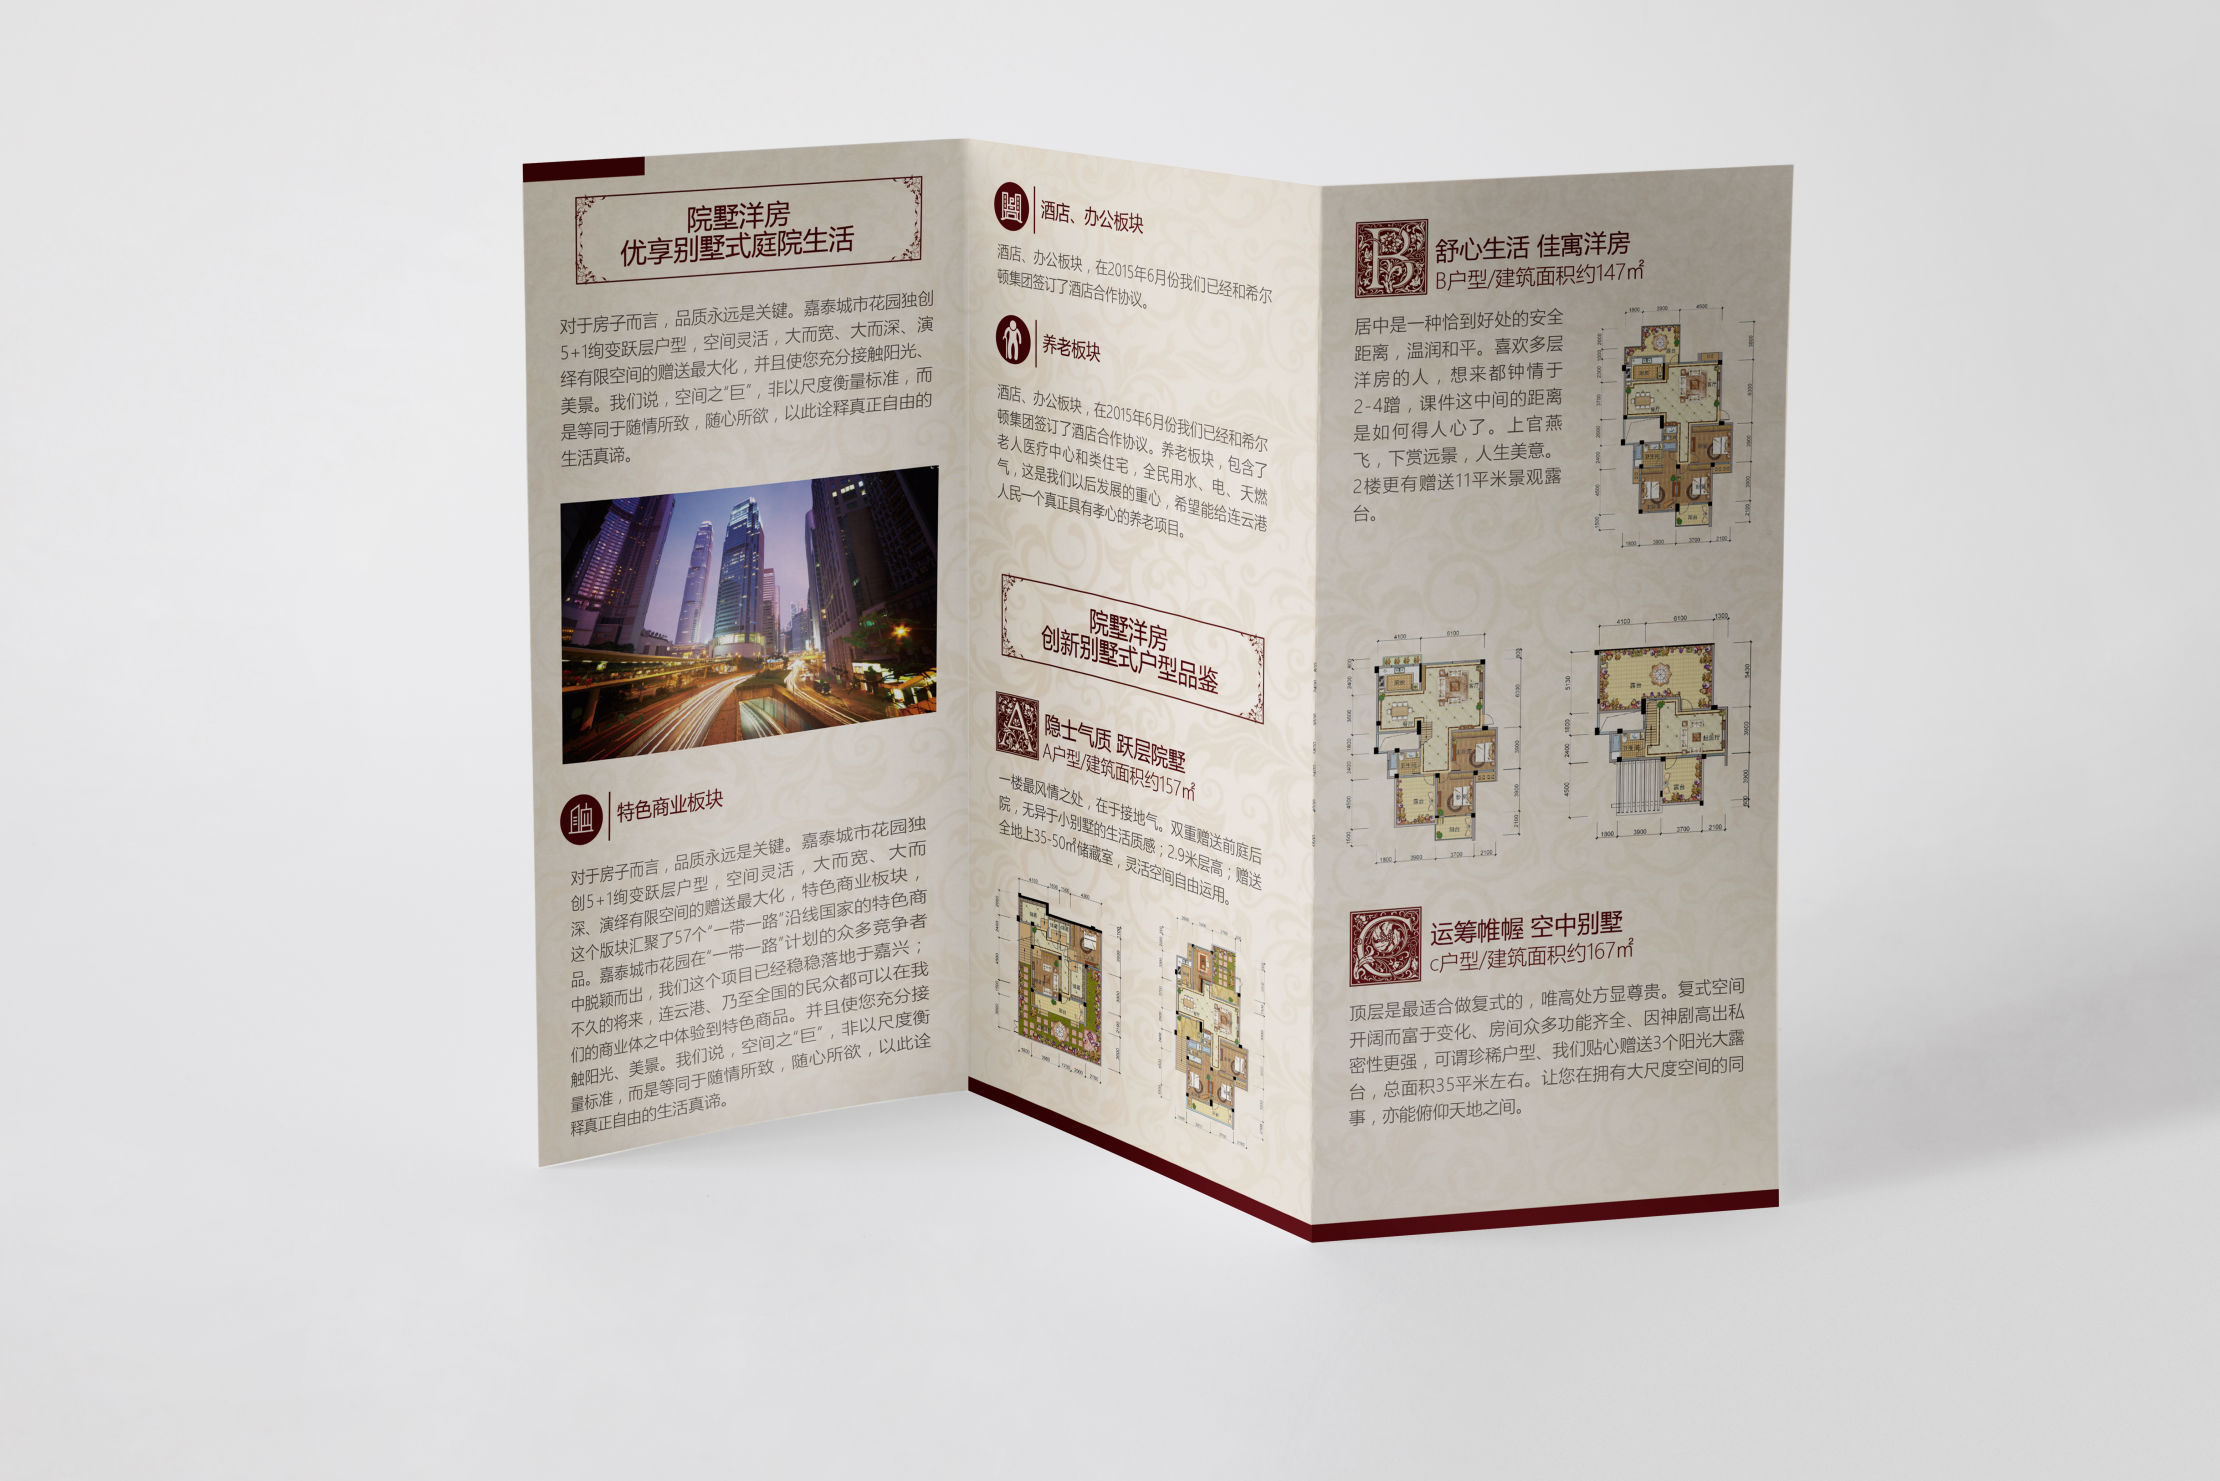 院墅洋房
优享别墅式庭院生活
对于房子而言，品质永远是关键。嘉泰城市花园独创
5+1绚变跃层户型，空间灵活，大而宽、大而深、演
绎有限空间的赠送最大化，并且使您充分接触阳光、
美景。我们说，空间之“巨”，非以尺度衡量标准，而
是等同于随情所致，随心所欲，以此诠释真正自由的
生活真谛。
特色商业板块
对于房子而言，品质永远是关键。嘉泰城市花园独
创5+1绚变跃层户型，空间灵活，大而宽、大而
深、演绎有限空间的赠送最大化，特色商业板块，
这个版块汇聚了57个“一带一路”沿线国家的特色商
品。嘉泰城市花园在“一带一路”计划的众多竞争者
中脱颖而出，我们这个项目已经稳稳落地于嘉兴；
不久的将来，连云港、乃至全国的民众都可以在我
们的商业体之中体验到特色商品。并且使您充分接
触阳光、美景。我们说，空间之“巨”，非以尺度衡
量标准，而是等同于随情所致，随心所欲，以此诠
释真正自由的生活真谛。
酒店、办公板块
酒店、办公板块，在2015年6月份我们已经和希尔
顿集团签订了酒店合作协议。
养老板块
酒店、办公板块，在2015年6月份我们已经和希尔
顿集团签订了酒店合作协议。养老板块，包含了
老人医疗中心和类住宅，全民用水、电、天燃
气，这是我们以后发展的重心，希望能给连云港
人民一个真正具有孝心的养老项目。
院墅洋房
创新别墅式户型品鉴
A
隐士气质 跃层院墅
A户型/建筑面积约157㎡
一楼最风情之处，在于接地气。双重赠送前庭后
院，无异于小别墅的生活质感；2.9米层高；赠送
全地上35-50㎡储藏室，灵活空间自由运用。
B
舒心生活 佳寓洋房
B户型/建筑面积约147㎡
居中是一种恰到好处的安全
距离，温润和平。喜欢多层
洋房的人，想来都钟情于
2-4蹭，课件这中间的距离
是如何得人心了。上官燕
飞，下赏远景，人生美意。
2楼更有赠送11平米景观露
台。
1800 3900 4500
1800 3900 3700 2100
4100 6100
1800 3900 3700 2100
4100 6100 1300
1800 3900 3700 2100
C
运筹帷幄 空中别墅
c户型/建筑面积约167㎡
顶层是最适合做复式的，唯高处方显尊贵。复式空间
开阔而富于变化、房间众多功能齐全、因神剧高出私
密性更强，可谓珍稀户型、我们贴心赠送3个阳光大露
台，总面积35平米左右。让您在拥有大尺度空间的同
事，亦能俯仰天地之间。